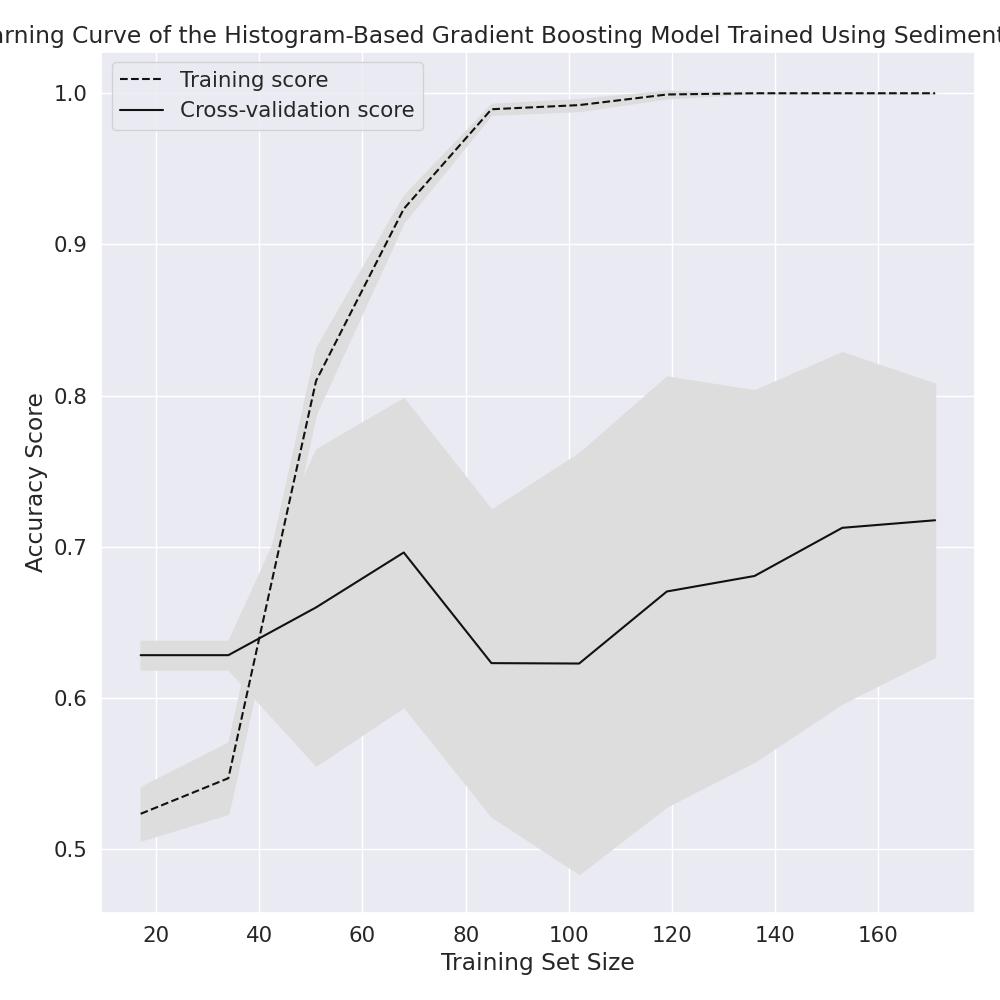 rning Curve of the Histogram-Based Gradient Boosting Model Trained Using Sediment
Training score
Cross-validation score
1.0
0.9
0.8
0.7
0.6
0.5
Accuracy Score
20 40 60 80 100 120 140 160
Training Set Size